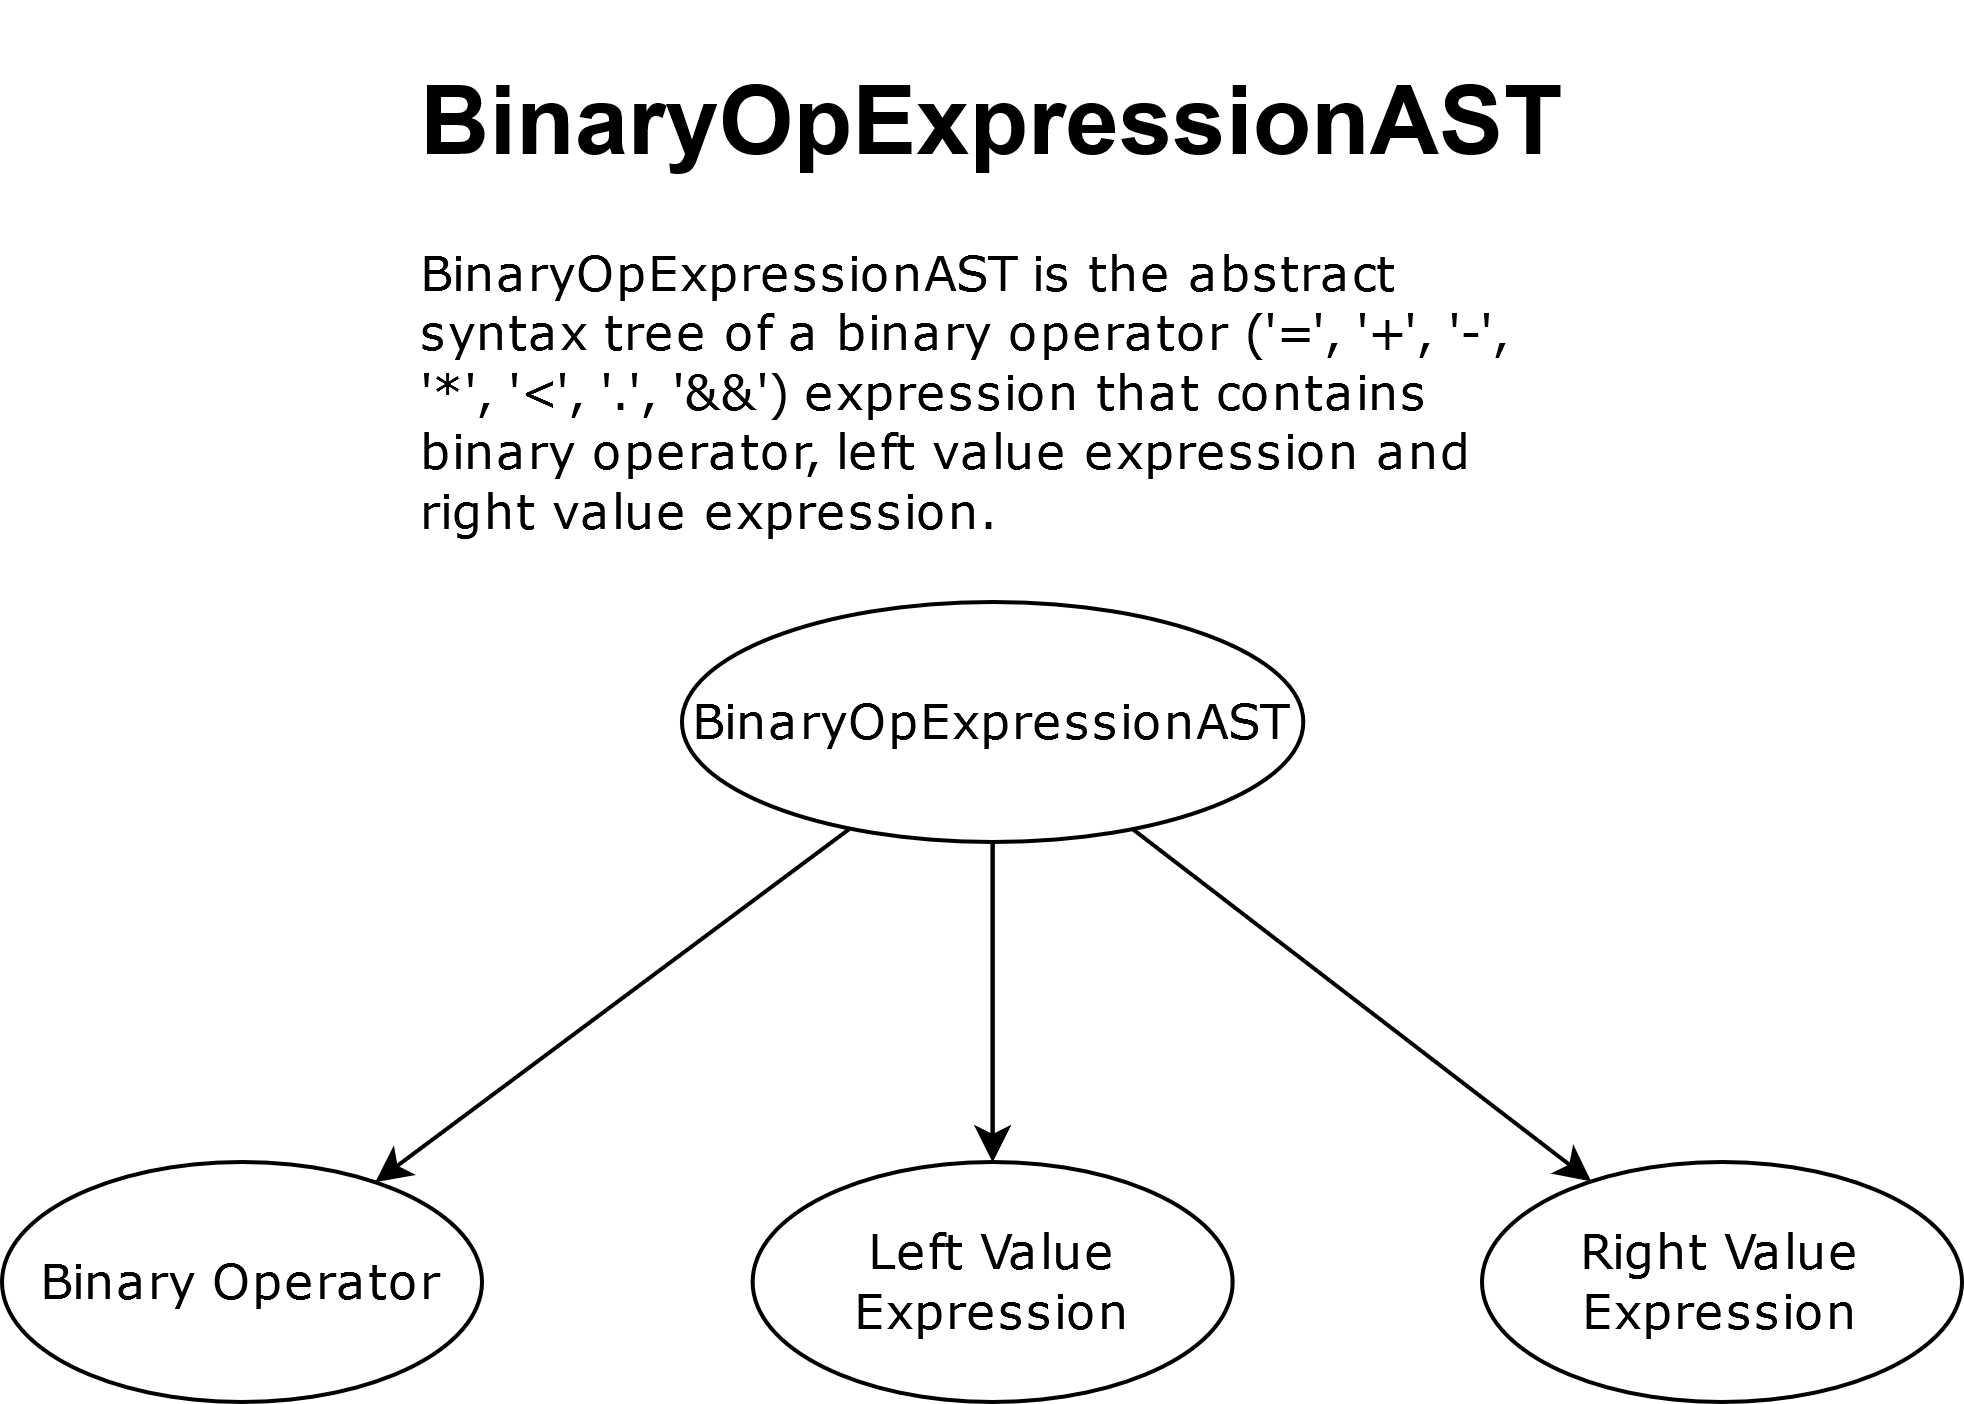 BinaryOpExpressionAST
BinaryOpExpressionAST is the abstract
syntax tree of a binary operator ('=', '+', '-',
'*', '<', '.', '&&') expression that contains
binary operator, left value expression and
right value expression.
BinaryOpExpressionAST
Binary Operator
Left Value
Expression
Right Value
Expression